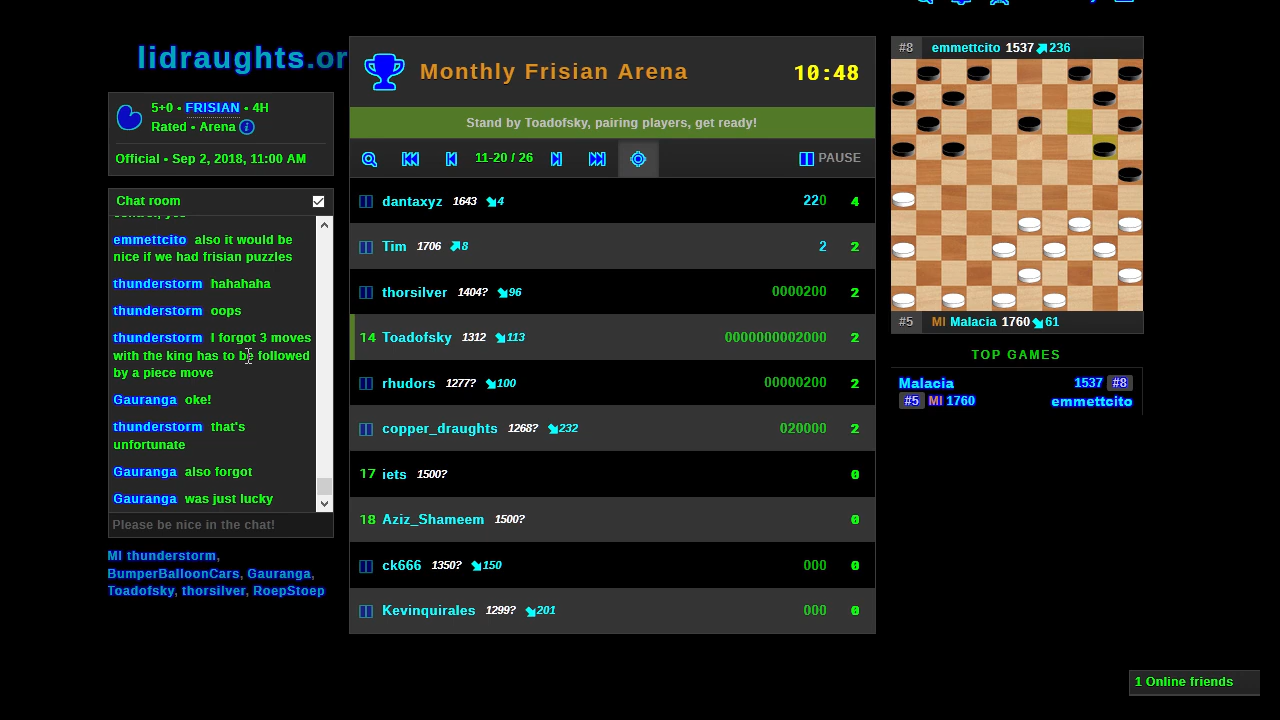 lidraughts.or
5+0 • FRISIAN • 4H
Rated • Arena
Official • Sep 2, 2018, 11:00 AM
Chat room
emmettcito also it would be
nice if we had frisian puzzles
thunderstorm hahahaha
thunderstorm oops
thunderstorm I forgot 3 moves
with the king has to be followed
by a piece move
Gauranga oke!
thunderstorm that's
unfortunate
Gauranga also forgot
Gauranga was just lucky
Please be nice in the chat!
MI thunderstorm,
BumperBalloonCars, Gauranga,
Toadofsky, thorsilver, RoepStoep
Monthly Frisian Arena 10:48
Stand by Toadofsky, pairing players, get ready!
11-20 / 26 PAUSE
dantaxyz 1643 4 220 4
Tim 1706 8 2 2
thorsilver 1404? 96 0000200 2
14 Toadofsky 1312 113 0000000002000 2
rhudors 1277? 100 00000200 2
copper_draughts 1268? 232 020000 2
17 iets 1500? 0
18 Aziz_Shameem 1500? 0
ck666 1350? 150 000 0
Kevinquirales 1299? 201 000 0
#8 emmettcito 1537 236
#5 MI Malacia 1760 61
TOP GAMES
Malacia 1537 #8
#5 MI 1760 emmettcito
1 Online friends